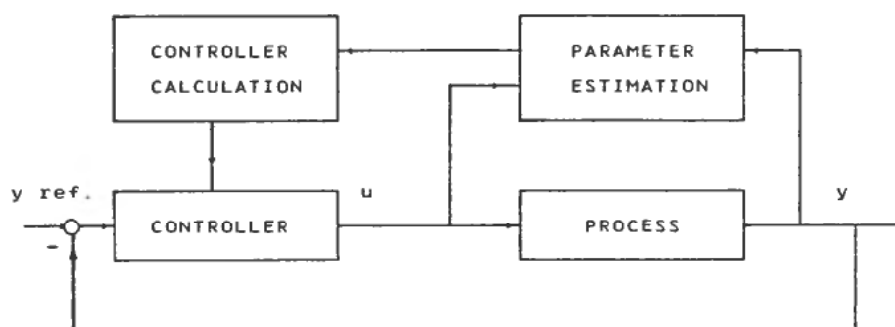 CONTROLLER
CALCULATION
PARAMETER
ESTIMATION
y ref.
-
CONTROLLER
u
PROCESS
y